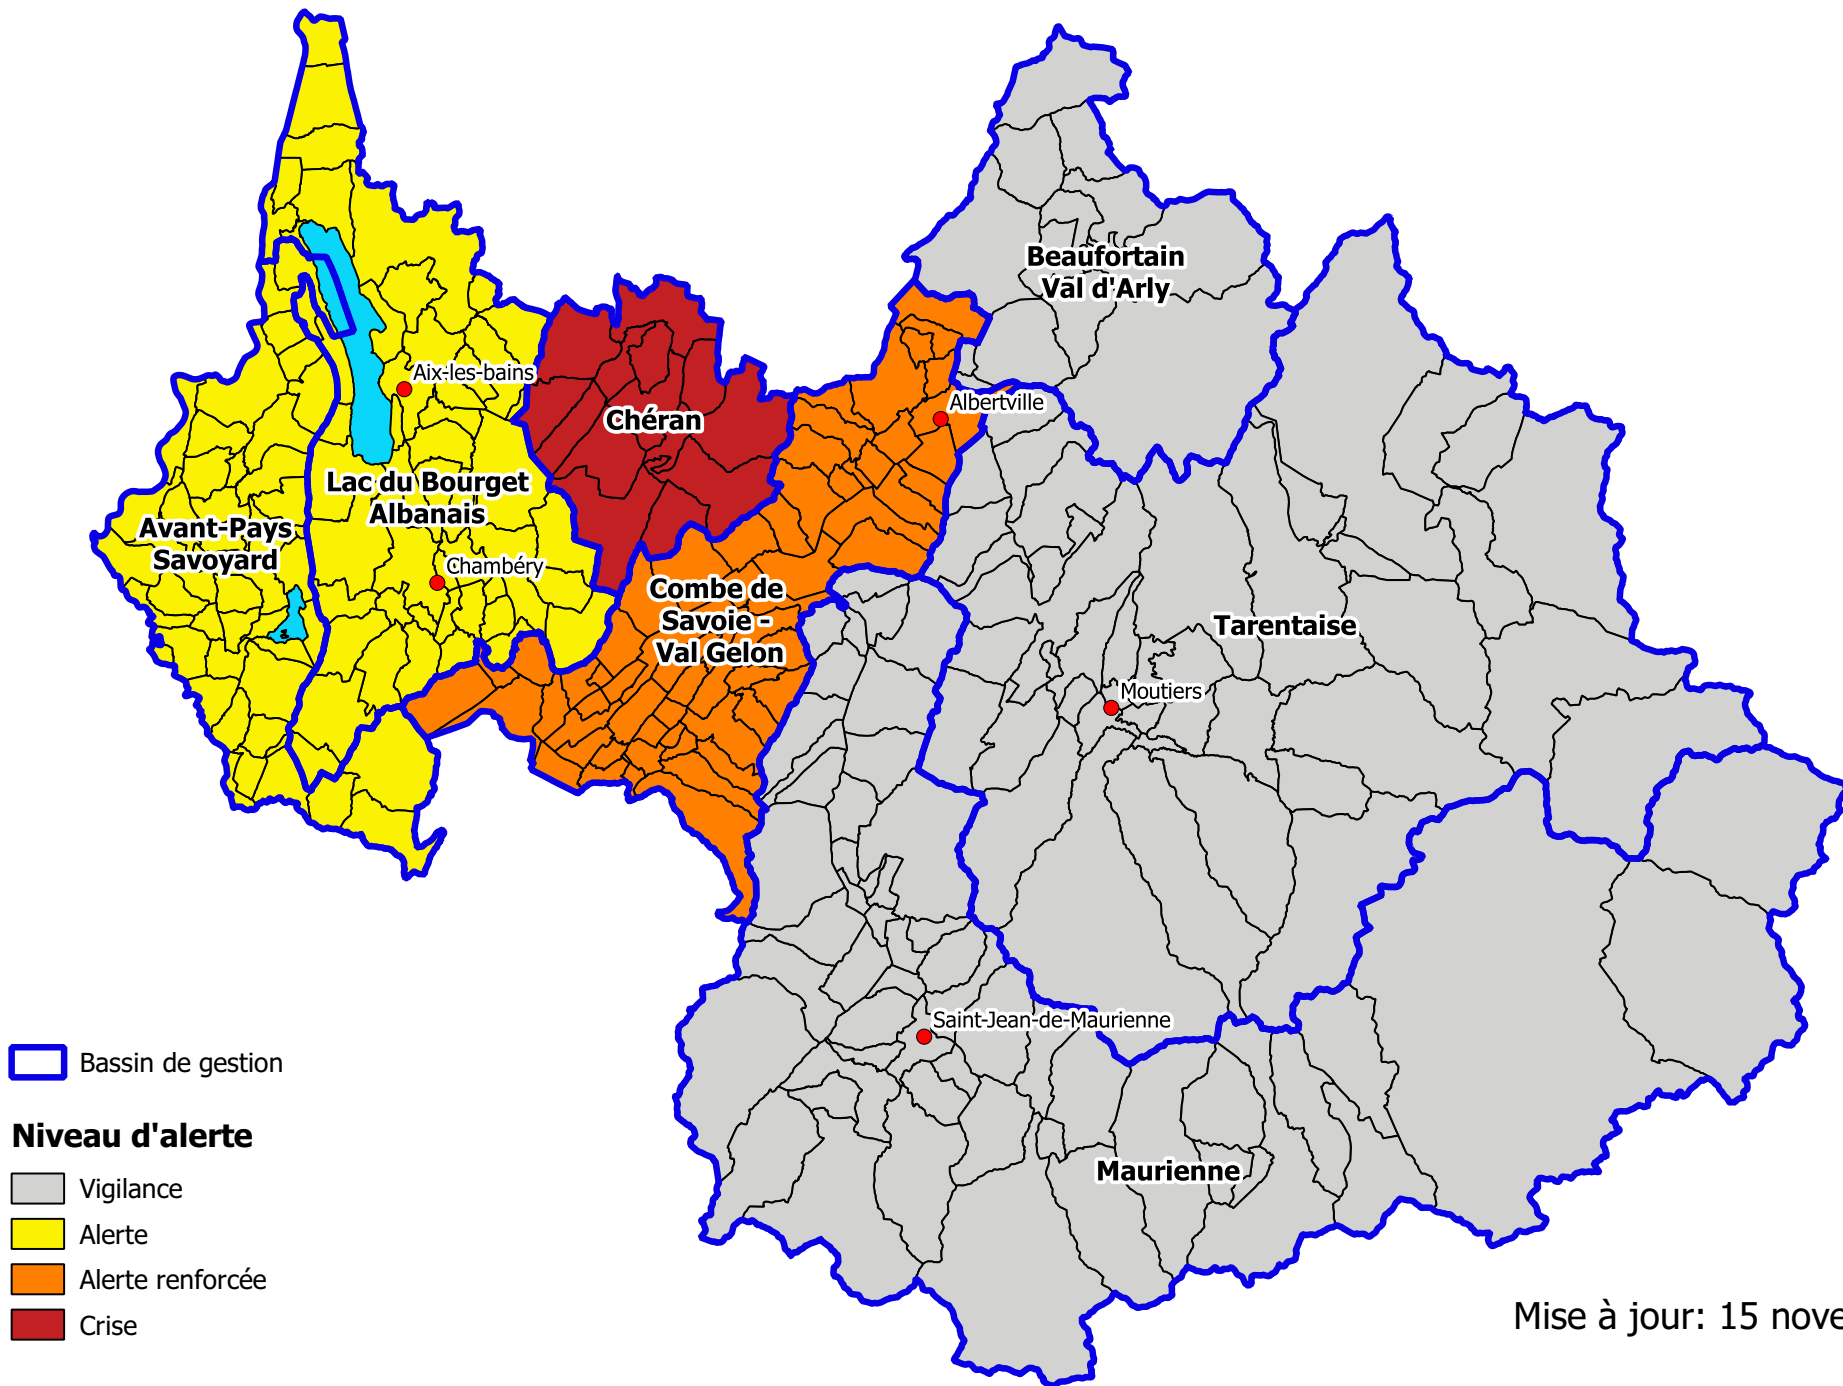 Beaufortain
Val d'Arly
Aix-les-bains
Albertville
Chéran
Lac du Bourget
Albanais
Avant-Pays
Savoyard
Chambéry
Combe de
Savoie -
Val Gelon
Tarentaise
Moutiers
Saint-Jean-de-Maurienne
Maurienne
Bassin de gestion
Niveau d'alerte
Vigilance
Alerte
Alerte renforcée
Crise
Mise à jour: 15 nove